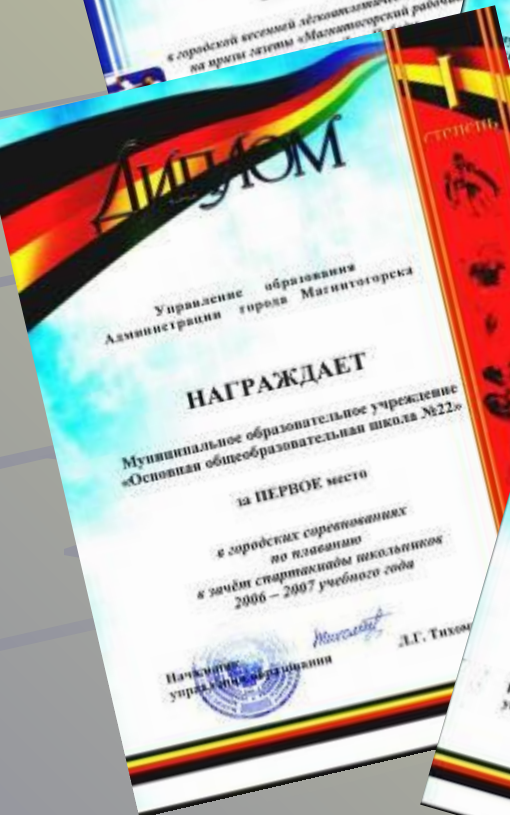 в городской весенней легкоатлетической
на призы газеты «Магнитогорский рабочий
ДИПЛОМ
I
степени
Управление образования
Администрации города Магнитогорска
НАГРАЖДАЕТ
Муниципальное образовательное учреждение
«Основная общеобразовательная школа №22»
за ПЕРВОЕ место
в городских соревнованиях
по плаванию
в зачёт спартакиады школьников
2006 – 2007 учебного года
Начальник
управления образования
Л.Г. Тихом